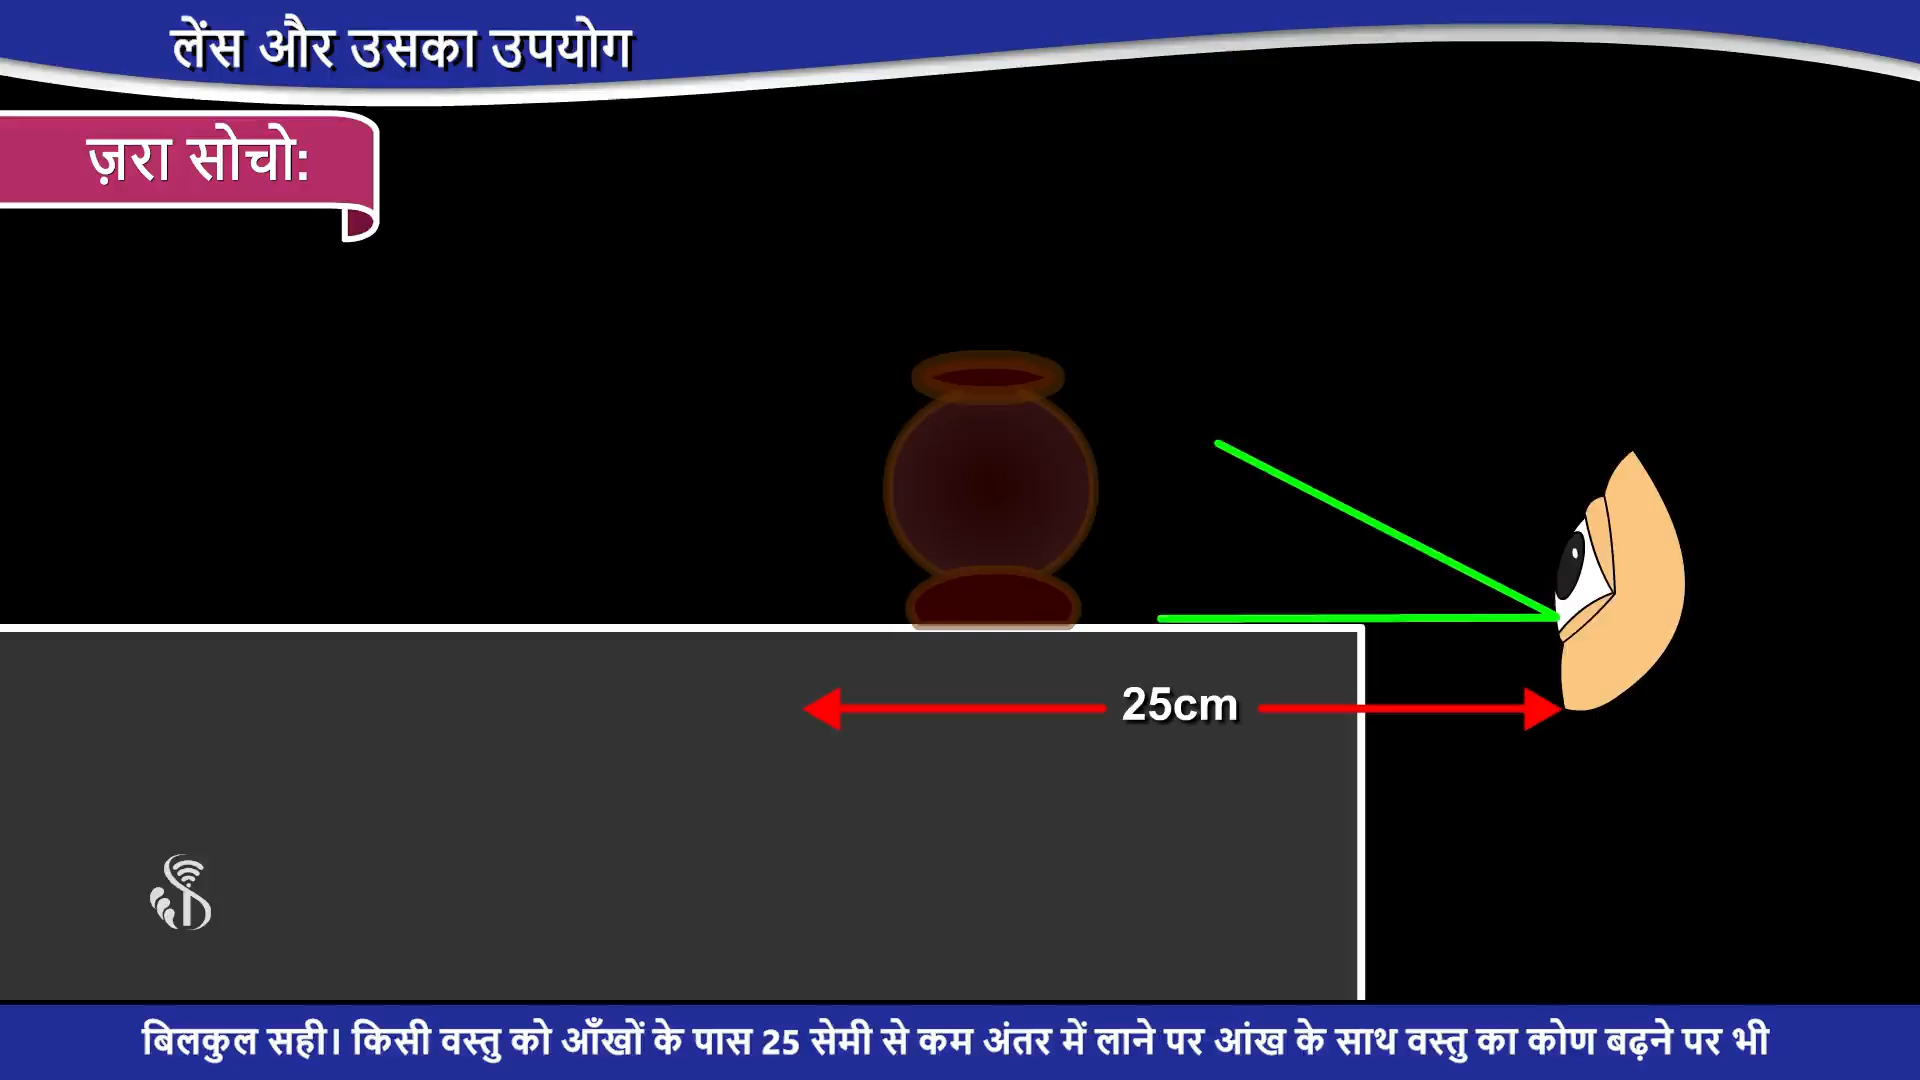 लेंस और उसका उपयोग
ज़रा सोचो:
25cm
बिलकुल सही। किसी वस्तु को आँखों के पास 25 सेमी से कम अंतर में लाने पर आंख के साथ वस्तु का कोण बढ़ने पर भी